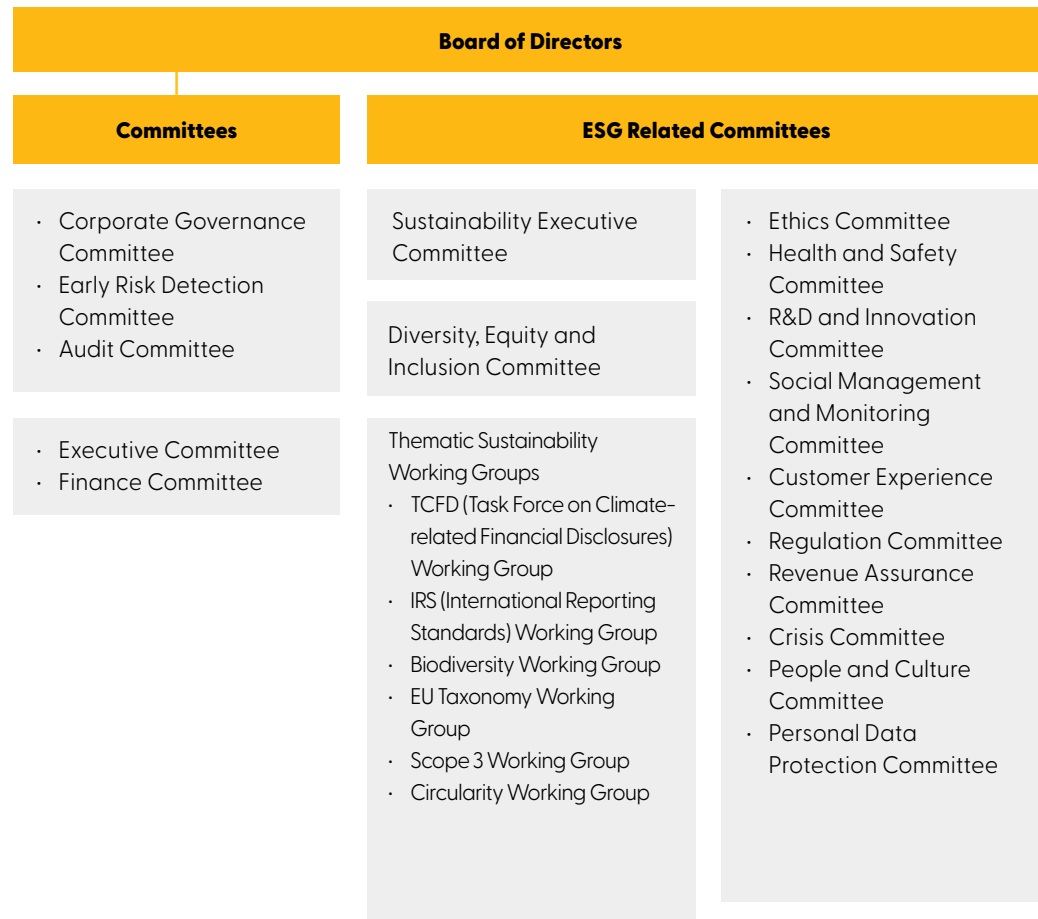 Board of Directors
Committees
· Corporate Governance
Committee
· Early Risk Detection
Committee
· Audit Committee
· Executive Committee
· Finance Committee
ESG Related Committees
Sustainability Executive
Committee
Diversity, Equity and
Inclusion Committee
Thematic Sustainability
Working Groups
· TCFD (Task Force on Climate-
related Financial Disclosures)
Working Group
· IRS (International Reporting
Standards) Working Group
· Biodiversity Working Group
· EU Taxonomy Working
Group
· Scope 3 Working Group
· Circularity Working Group
· Ethics Committee
· Health and Safety
Committee
· R&D and Innovation
Committee
· Social Management
and Monitoring
Committee
· Customer Experience
Committee
· Regulation Committee
· Revenue Assurance
Committee
· Crisis Committee
· People and Culture
Committee
· Personal Data
Protection Committee